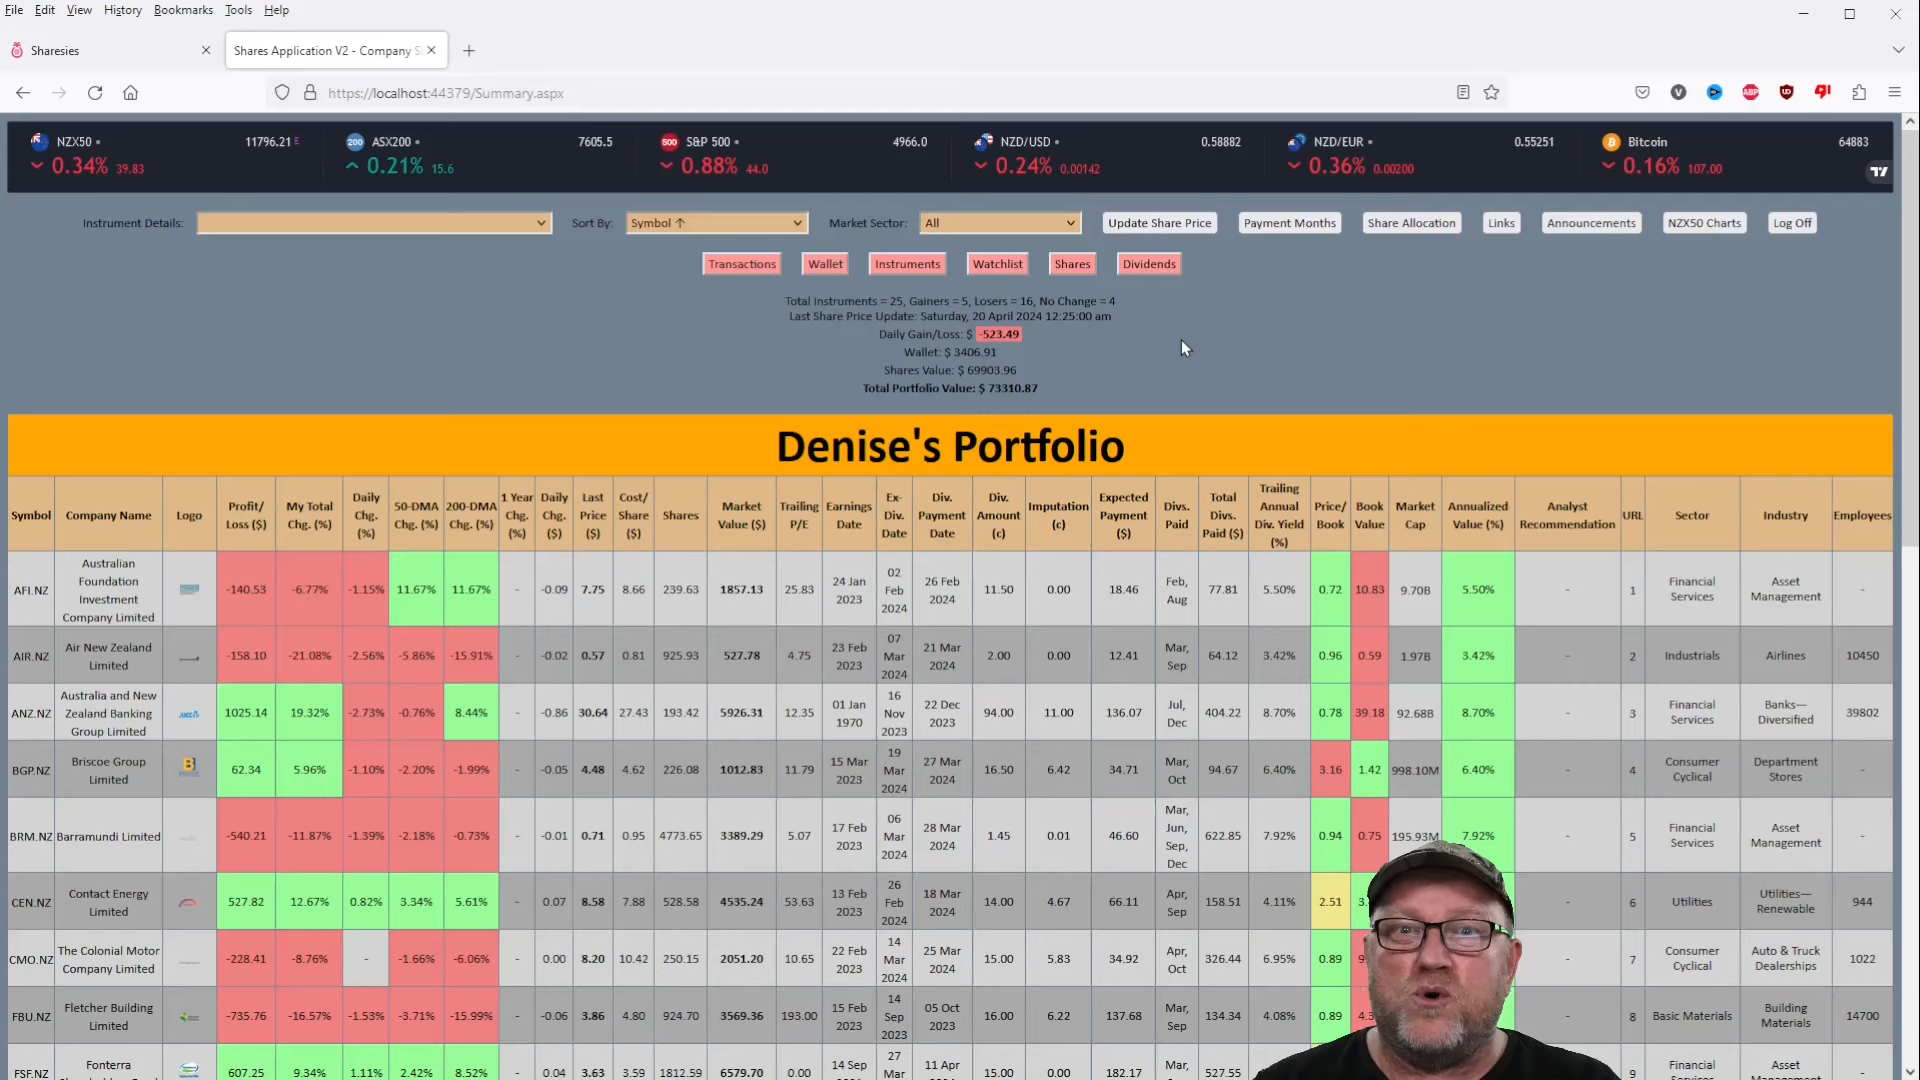 File Edit View History Bookmarks Tools Help
Sharesies
Shares Application V2 - Company S
https://localhost:44379/Summary.aspx
NZX50 11796.21 E
0.34% 39.83
ASX200 7605.5
0.21% 15.6
S&P 500 4966.0
0.88% 44.0
NZD/USD 0.58882
0.24% 0.00142
NZD/EUR 0.55251
0.36% 0.00200
Bitcoin 64883
0.16% 107.00
Instrument Details: Sort By: Symbol ↑ Market Sector: All Update Share Price Payment Months Share Allocation Links Announcements NZX50 Charts Log Off
Transactions Wallet Instruments Watchlist Shares Dividends
Total Instruments = 25, Gainers = 5, Losers = 16, No Change = 4
Last Share Price Update: Saturday, 20 April 2024 12:25:00 am
Daily Gain/Loss: $ -523.49
Wallet: $ 3406.91
Shares Value: $ 69903.96
Total Portfolio Value: $ 73310.87
Denise's Portfolio
Symbol Company Name Logo Profit/Loss ($) My Total Chg. (%) Daily Chg. (%) 50-DMA Chg. (%) 200-DMA Chg. (%) 1 Year Chg. (%) Daily Chg. ($) Last Price ($) Cost/Share ($) Shares Market Value ($) Trailing P/E Earnings Date Ex-Div. Date Div. Payment Date Div. Amount (c) Imputation (c) Expected Payment ($) Divs. Paid Total Divs. Paid ($) Trailing Annual Div. Yield (%) Price/Book Book Value Market Cap Annualized Value (%) Analyst Recommendation URL Sector Industry Employees
AFI.NZ Australian Foundation Investment Company Limited -140.53 -6.77% -1.15% 11.67% 11.67% - -0.09 7.75 8.66 239.63 1857.13 25.83 24 Jan 2023 02 Feb 2024 26 Feb 2024 11.50 0.00 18.46 Feb, Aug 77.81 5.50% 0.72 10.83 9.70B 5.50% - 1 Financial Services Asset Management -
AIR.NZ Air New Zealand Limited -158.10 -21.08% -2.56% -5.86% -15.91% - -0.02 0.57 0.81 925.93 527.78 4.75 23 Feb 2023 07 Mar 2024 21 Mar 2024 2.00 0.00 12.41 Mar, Sep 64.12 3.42% 0.96 0.59 1.97B 3.42% - 2 Industrials Airlines 10450
ANZ.NZ Australia and New Zealand Banking Group Limited ANZ 1025.14 19.32% -2.73% -0.76% 8.44% - -0.86 30.64 27.43 193.42 5926.31 12.35 01 Jan 1970 16 Nov 2023 22 Dec 2023 94.00 11.00 136.07 Jul, Dec 404.22 8.70% 0.78 39.18 92.68B 8.70% - 3 Financial Services Banks—Diversified 39802
BGP.NZ Briscoe Group Limited 62.34 5.96% -1.10% -2.20% -1.99% - -0.05 4.48 4.62 226.08 1012.83 11.79 15 Mar 2023 19 Mar 2024 27 Mar 2024 16.50 6.42 34.71 Mar, Oct 94.67 6.40% 3.16 1.42 998.10M 6.40% - 4 Consumer Cyclical Department Stores -
BRM.NZ Barramundi Limited -540.21 -11.87% -1.39% -2.18% -0.73% - -0.01 0.71 0.95 4773.65 3389.29 5.07 17 Feb 2023 06 Mar 2024 28 Mar 2024 1.45 0.01 46.60 Mar, Jun, Sep, Dec 622.85 7.92% 0.94 0.75 195.93M 7.92% - 5 Financial Services Asset Management -
CEN.NZ Contact Energy Limited 527.82 12.67% 0.82% 3.34% 5.61% - 0.07 8.58 7.88 528.58 4535.24 53.63 13 Feb 2023 26 Feb 2024 18 Mar 2024 14.00 4.67 66.11 Apr, Sep 158.51 4.11% 2.51 - 6 Utilities Utilities—Renewable 944
CMO.NZ The Colonial Motor Company Limited -228.41 -8.76% - -1.66% -6.06% - 0.00 8.20 10.42 250.15 2051.20 10.65 22 Feb 2023 14 Mar 2024 25 Mar 2024 15.00 5.83 34.92 Apr, Oct 326.44 6.95% 0.89 - 7 Consumer Cyclical Auto & Truck Dealerships 1022
FBU.NZ Fletcher Building Limited -735.76 -16.57% -1.53% -3.71% -15.99% - -0.06 3.86 4.80 924.70 3569.36 193.00 15 Feb 2023 14 Sep 2023 05 Oct 2023 16.00 6.22 137.68 Mar, Sep 134.34 4.08% 0.89 - 8 Basic Materials Building Materials 14700
FSF.NZ Fonterra 607.25 9.34% 1.11% 2.42% 8.52% - 0.04 3.63 3.59 1812.59 6579.70 0.00 14 Sep 27 Mar 11 Apr 15.00 0.00 182.17 Mar, 527.55 9 Financial Asset